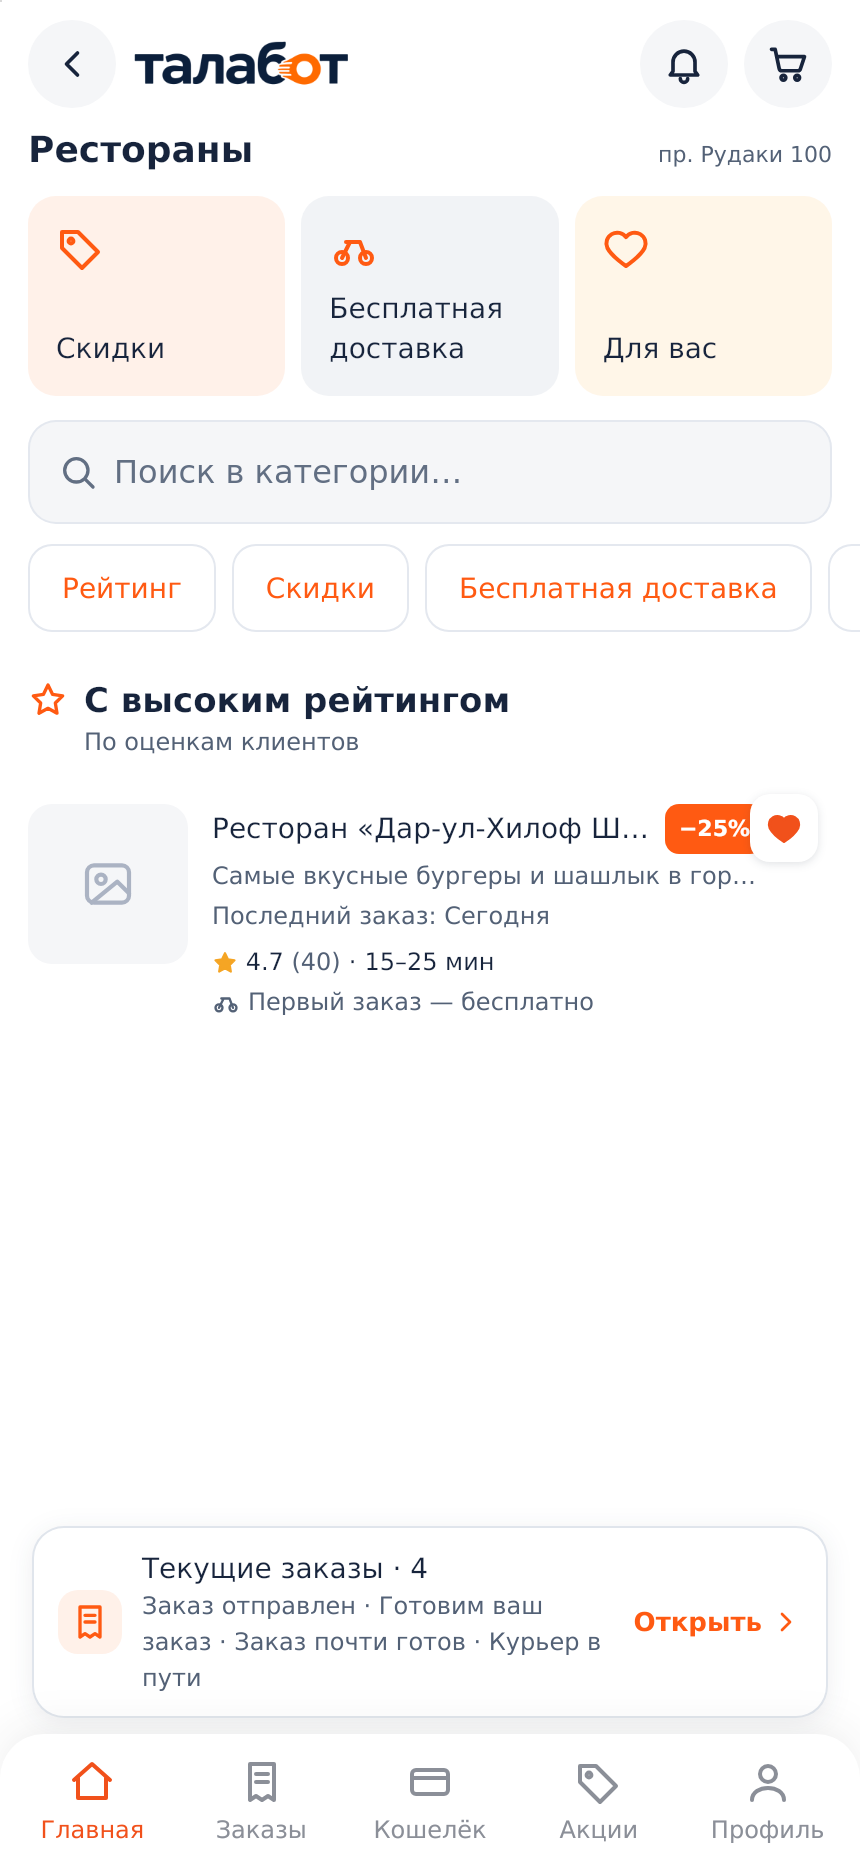 талабот
Рестораны
пр. Рудаки 100
Скидки
Бесплатная
доставка
Для вас
Поиск в категории...
Рейтинг
Скидки
Бесплатная доставка
С высоким рейтингом
По оценкам клиентов
Ресторан «Дар-ул-Хилоф Ш...
−25%
Самые вкусные бургеры и шашлык в гор...
Последний заказ: Сегодня
4.7 (40) · 15–25 мин
Первый заказ — бесплатно
Текущие заказы · 4
Заказ отправлен · Готовим ваш
заказ · Заказ почти готов · Курьер в
пути
Открыть
Главная
Заказы
Кошелёк
Акции
Профиль